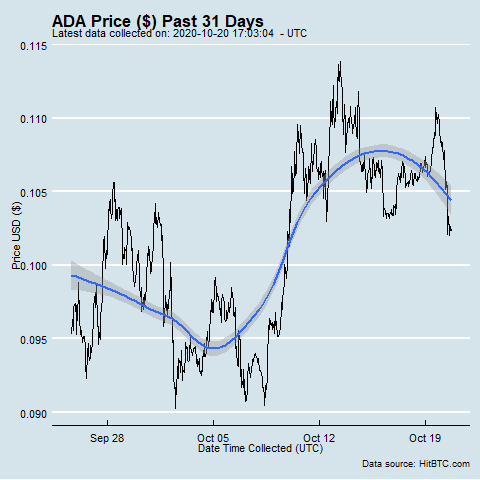 ADA Price ($) Past 31 Days
Latest data collected on: 2020-10-20 17:03:04 - UTC
0.115
0.110
0.105
0.100
0.095
0.090
Price USD ($)
Sep 28
Oct 05
Oct 12
Oct 19
Date Time Collected (UTC)
Data source: HitBTC.com